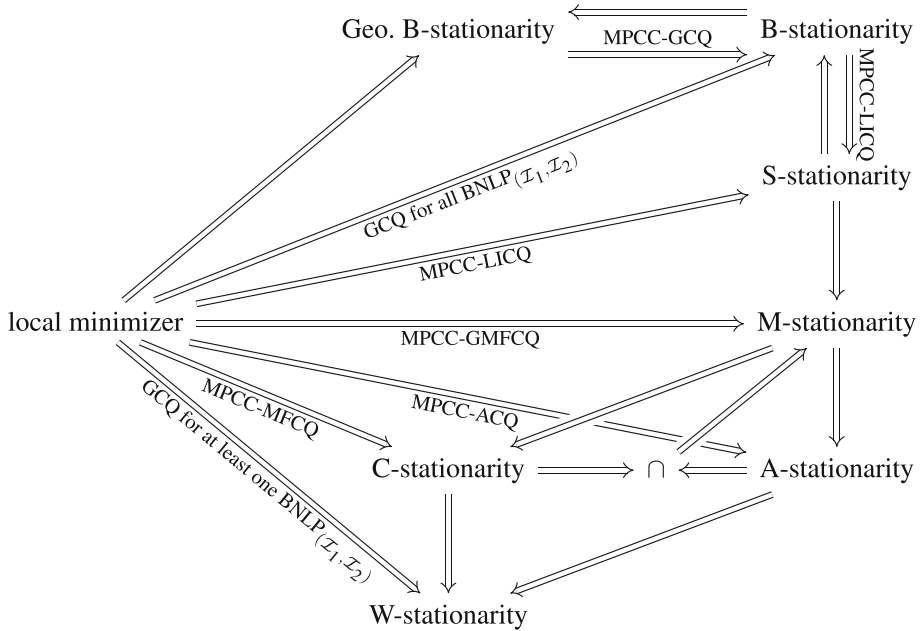 Geo. B-stationarity
B-stationarity
MPCC-GCQ
MPCC-LICQ
GCQ for all BNLP(ℐ₁,ℐ₂)
S-stationarity
MPCC-LICQ
local minimizer
M-stationarity
MPCC-GMFCQ
MPCC-MFCQ
MPCC-ACQ
GCQ for at least one BNLP(ℐ₁,ℐ₂)
C-stationarity
∩
A-stationarity
W-stationarity